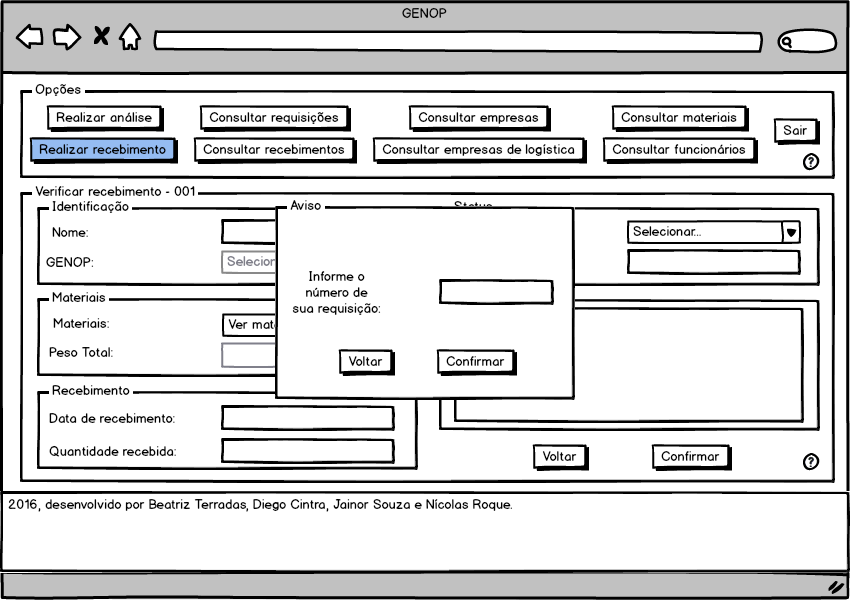 GENOP
Opções
Realizar análise
Consultar requisições
Consultar empresas
Consultar materiais
Sair
Realizar recebimento
Consultar recebimentos
Consultar empresas de logística
Consultar funcionários
?
Verificar recebimento - 001
Identificação
Aviso
Status
Nome:
Selecionar...
GENOP:
Selecion
Informe o
número de
sua requisição:
Materiais
Materiais:
Ver mat
Peso Total:
Voltar
Confirmar
Recebimento
Data de recebimento:
Quantidade recebida:
Voltar
Confirmar
?
2016, desenvolvido por Beatriz Terradas, Diego Cintra, Jainor Souza e Nícolas Roque.